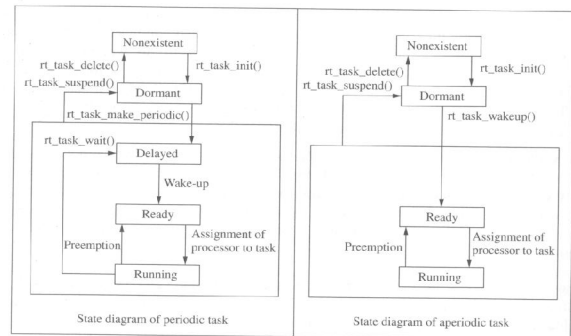 Nonexistent
rt_task_delete()
rt_task_init()
rt_task_suspend()
Dormant
rt_task_make_periodic()
rt_task_wait()
Delayed
Wake-up
Ready
Preemption
Assignment of
processor to task
Running
State diagram of periodic task
Nonexistent
rt_task_delete()
rt_task_init()
rt_task_suspend()
Dormant
rt_task_wakeup()
Ready
Preemption
Assignment of
processor to task
Running
State diagram of aperiodic task